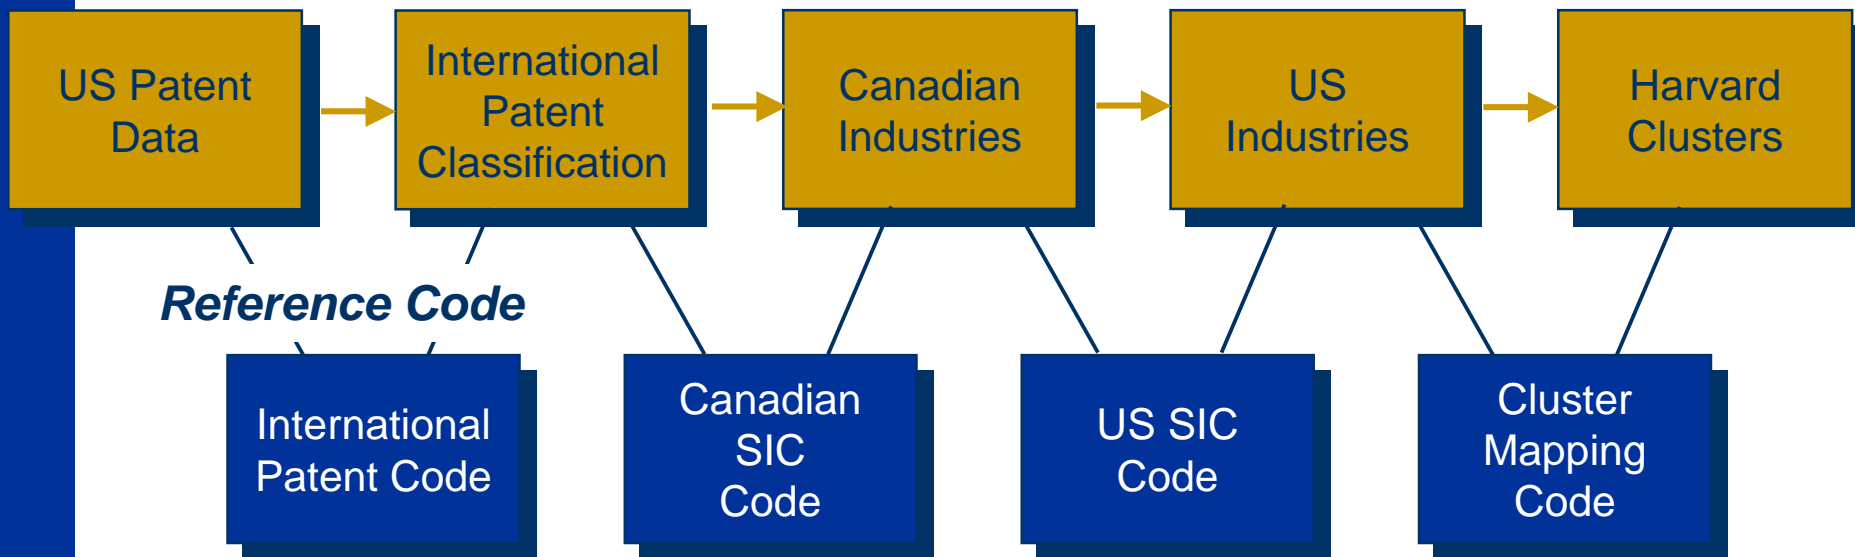 US Patent
Data
International
Patent
Classification
Canadian
Industries
US
Industries
Harvard
Clusters
Reference Code
International
Patent Code
Canadian
SIC
Code
US SIC
Code
Cluster
Mapping
Code